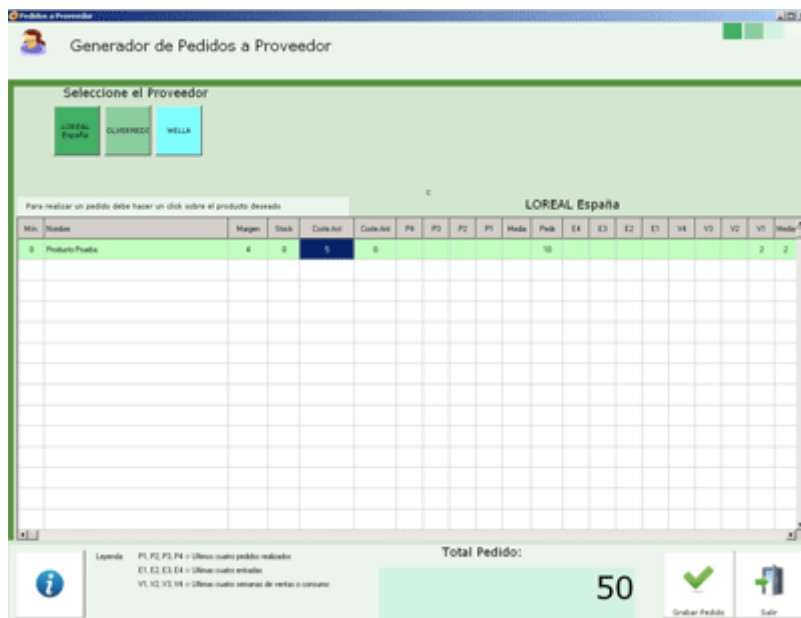 Pedidos a Proveedor
Generador de Pedidos a Proveedor
Seleccione el Proveedor
LOREAL España
WELLA
c
Para realizar un pedido debe hacer un click sobre el producto deseado
LOREAL España
Min. Nombre Margen Stock Coste Act Coste Ant P4 P3 P2 P1 Media Pedir E4 E3 E2 E1 V4 V3 V2 V1 Media
0 Producto Prueba 4 0 5 0 10 2 2
Leyenda P1, P2, P3, P4 -> Ultimos cuatro pedidos realizados
E1, E2, E3, E4 -> Ultimas cuatro entradas
V1, V2, V3, V4 -> Ultimas cuatro semanas de ventas o consumo
Total Pedido:
50
Grabar Pedido
Salir